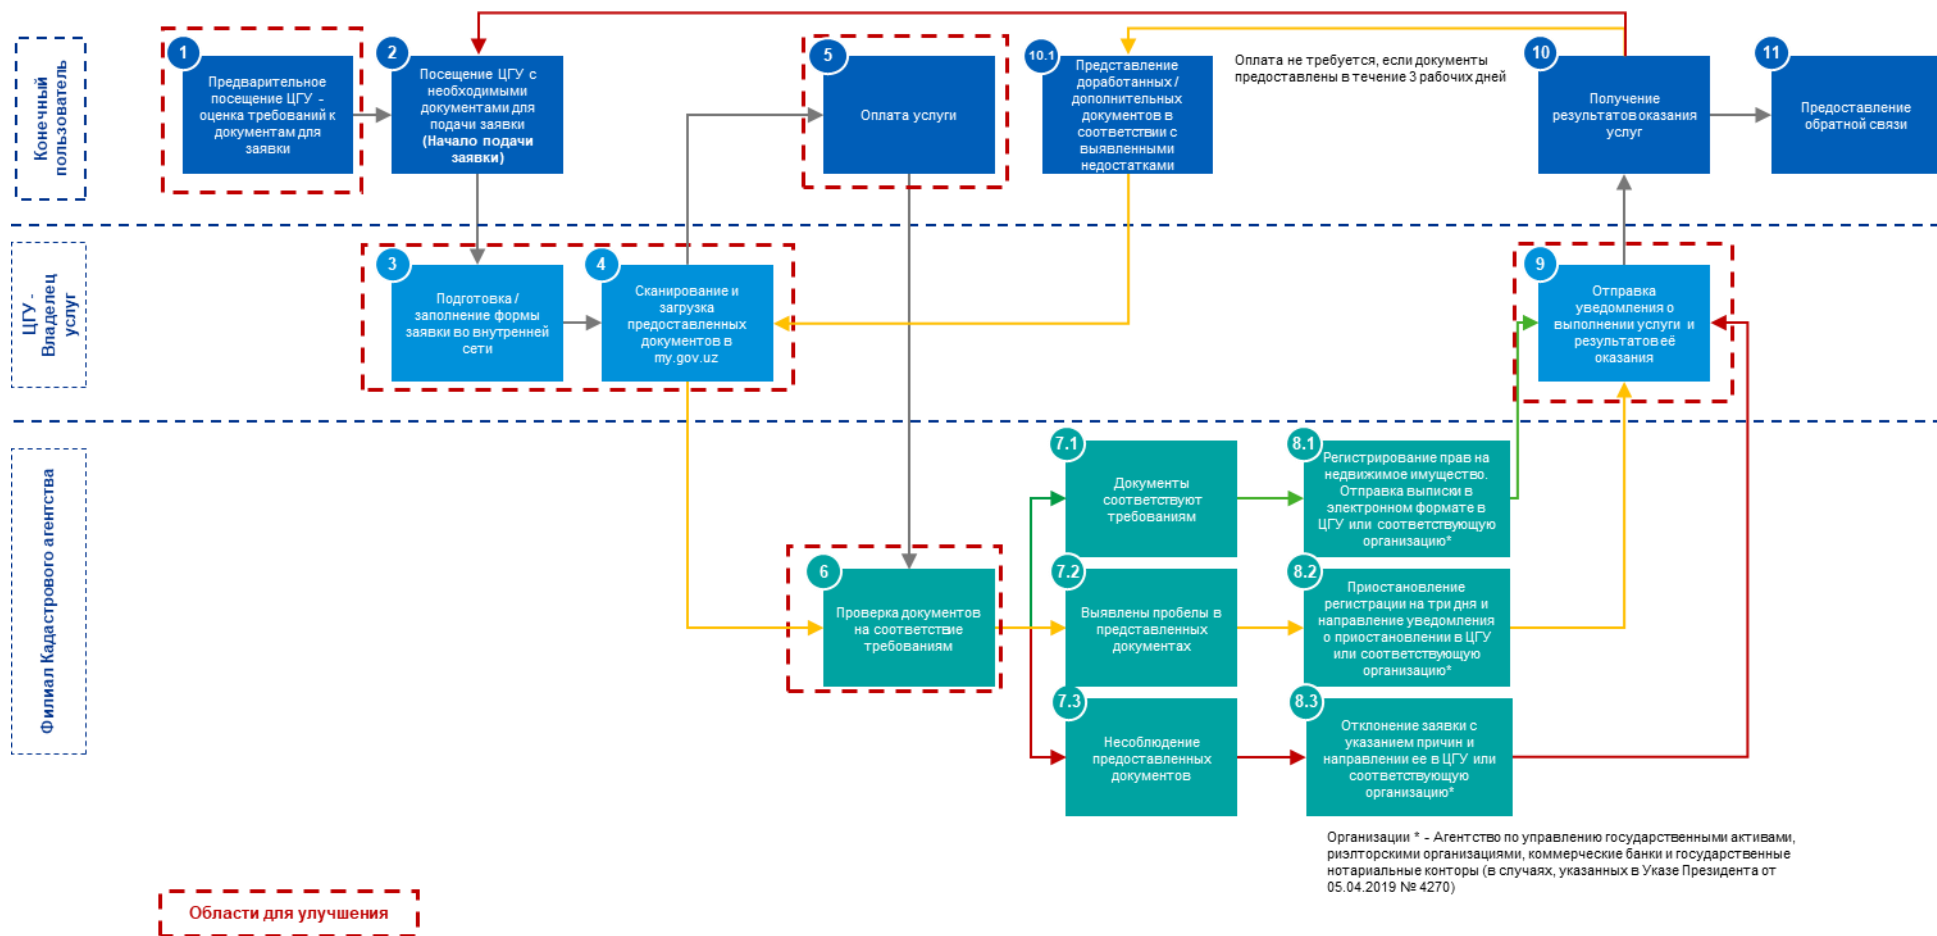 Конечный
пользователь
1
Предварительное
посещение ЦГУ -
оценка требований к
документам для
заявки
2
Посещение ЦГУ с
необходимыми
документами для
подачи заявки
(Начало подачи
заявки)
5
Оплата услуги
10.1
Представление
доработанных /
дополнительных
документов в
соответствии с
выявленными
недостатками
Оплата не требуется, если документы
предоставлены в течение 3 рабочих дней
10
Получение
результатов оказания
услуг
11
Предоставление
обратной связи
ЦГУ -
Владелец
услуг
3
Подготовка /
заполнение формы
заявки во внутренней
сети
4
Сканирование и
загрузка
предоставленных
документов в
my.gov.uz
9
Отправка
уведомления о
выполнении услуги и
результатов её
оказания
Филиал Кадастрового агентства
6
Проверка документов
на соответствие
требованиям
7.1
Документы
соответствуют
требованиям
8.1
Регистрирование прав на
недвижимое имущество.
Отправка выписки в
электронном формате в
ЦГУ или соответствующую
организацию*
7.2
Выявлены пробелы в
представленных
документах
8.2
Приостановление
регистрации на три дня и
направление уведомления
о приостановлении в ЦГУ
или соответствующую
организацию*
7.3
Несоблюдение
предоставленных
документов
8.3
Отклонение заявки с
указанием причин и
направлении ее в ЦГУ или
соответствующую
организацию*
Организации * - Агентство по управлению государственными активами,
риэлторскими организациями, коммерческие банки и государственные
нотариальные конторы (в случаях, указанных в Указе Президента от
05.04.2019 № 4270)
Области для улучшения